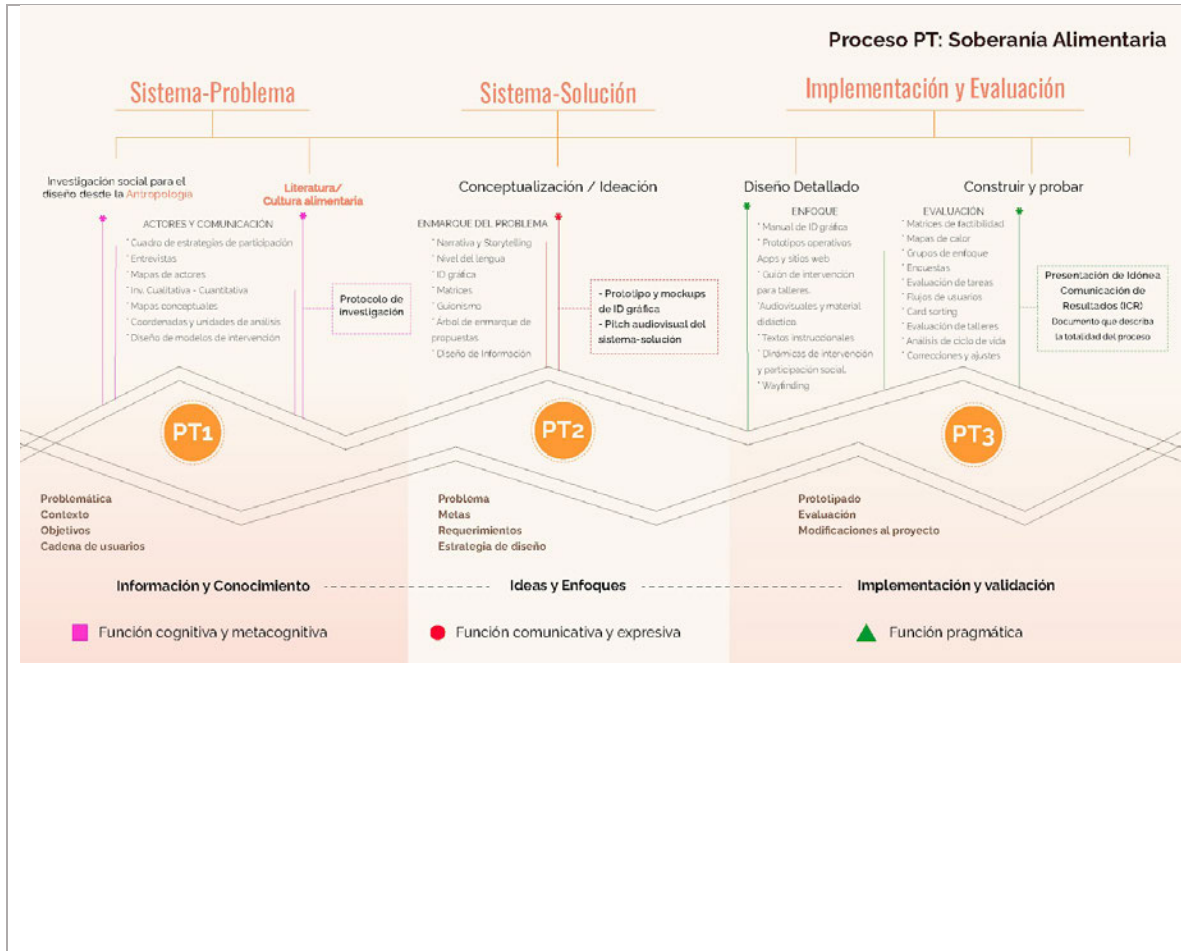 Proceso PT: Soberanía Alimentaria
Sistema-Problema
Sistema-Solución
Implementación y Evaluación
Investigación social para el
diseño desde la Antropología
Literatura/
Cultura alimentaria
Conceptualización / Ideación
Diseño Detallado
Construir y probar
ACTORES Y COMUNICACIÓN
* Cuadro de estrategias de participación
* Entrevistas
* Mapas de actores
* Inv. Cualitativa - Cuantitativa
* Mapas conceptuales
* Coordenadas y unidades de análisis
* Diseño de modelos de intervención
Protocolo de
investigación
ENMARQUE DEL PROBLEMA
* Narrativa y Storytelling
* Nivel del lengua
* ID gráfica
* Matrices
* Guionismo
* Árbol de enmarque de
propuestas
* Diseño de Información
- Prototipo y mockups
de ID gráfica
- Pitch audiovisual del
sistema-solución
ENFOQUE
* Manual de ID gráfica
* Prototipos operativos
Apps y sitios web
* Guión de intervención
para talleres.
*Audiovisuales y material
didactico
* Textos instruccionales
* Dinámicas de intervención
y participación social.
* Wayfinding
EVALUACIÓN
* Matrices de factibilidad
* Mapas de calor
* Grupos de enfoque
* Encuestas
* Evaluación de tareas
* Flujos de usuarios
* Card sorting
* Evaluación de talleres
* Análisis de ciclo de vida
* Correcciones y ajustes
Presentación de Idónea
Comunicación de
Resultados (ICR)
Documento que describa
la totalidad del proceso
PT1
PT2
PT3
Problemática
Contexto
Objetivos
Cadena de usuarios
Problema
Metas
Requerimientos
Estrategia de diseño
Prototipado
Evaluación
Modificaciones al proyecto
Información y Conocimiento
Ideas y Enfoques
Implementación y validación
Función cognitiva y metacognitiva
Función comunicativa y expresiva
Función pragmática